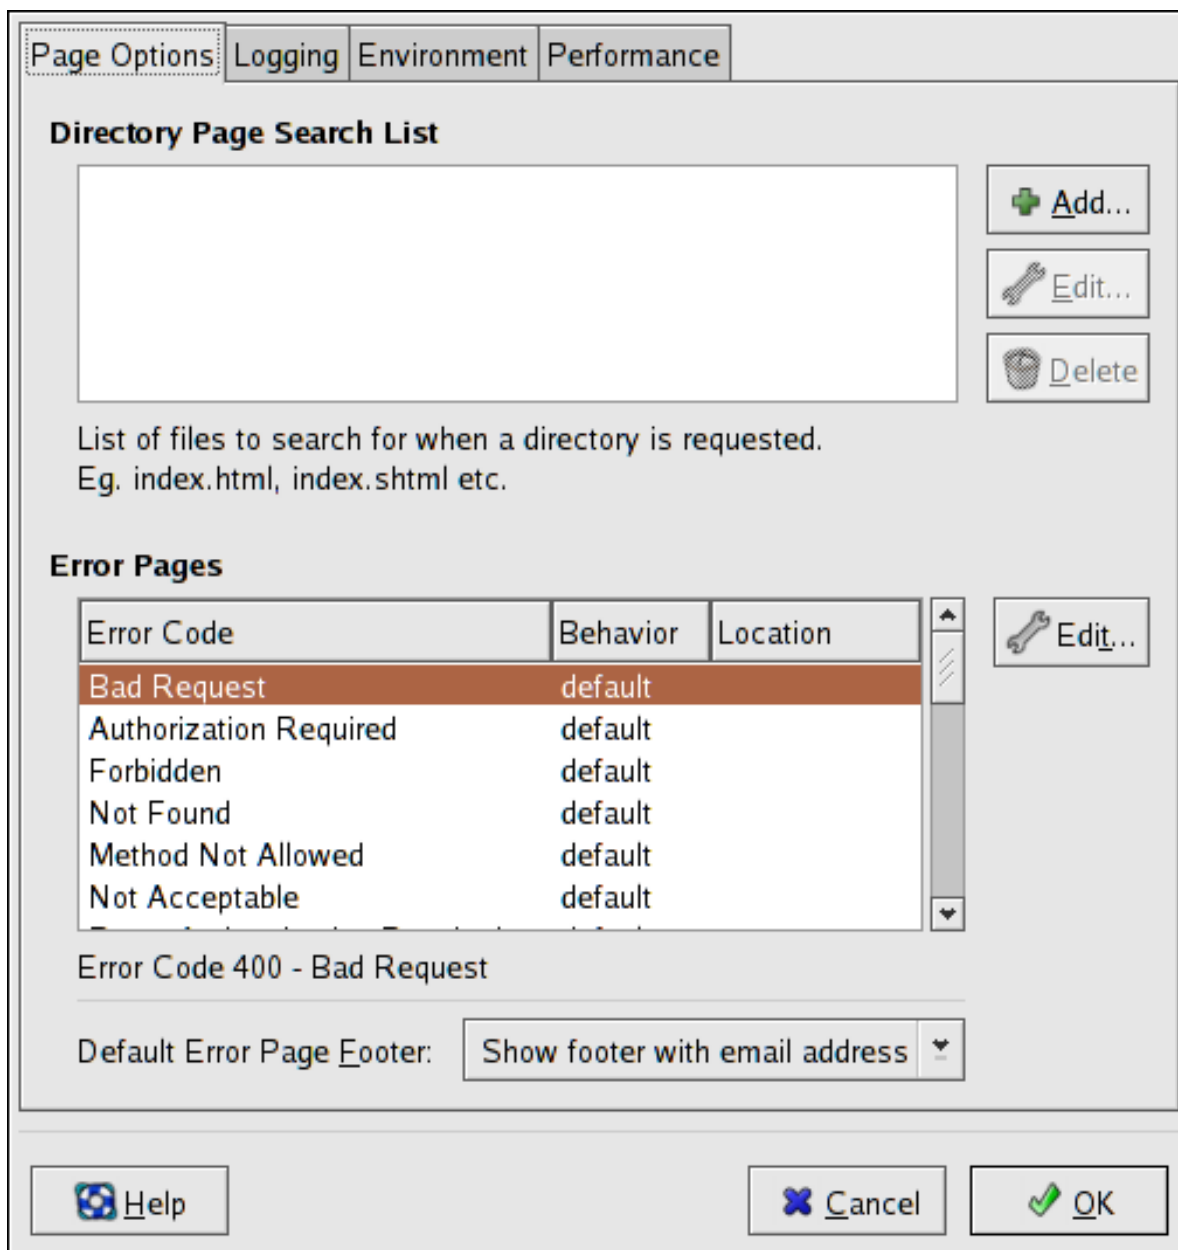 Page Options Logging Environment Performance
Directory Page Search List
Add...
Edit...
Delete
List of files to search for when a directory is requested.
Eg. index.html, index.shtml etc.
Error Pages
Error Code Behavior Location
Edit...
Bad Request default
Authorization Required default
Forbidden default
Not Found default
Method Not Allowed default
Not Acceptable default
Error Code 400 - Bad Request
Default Error Page Footer: Show footer with email address
Help Cancel OK